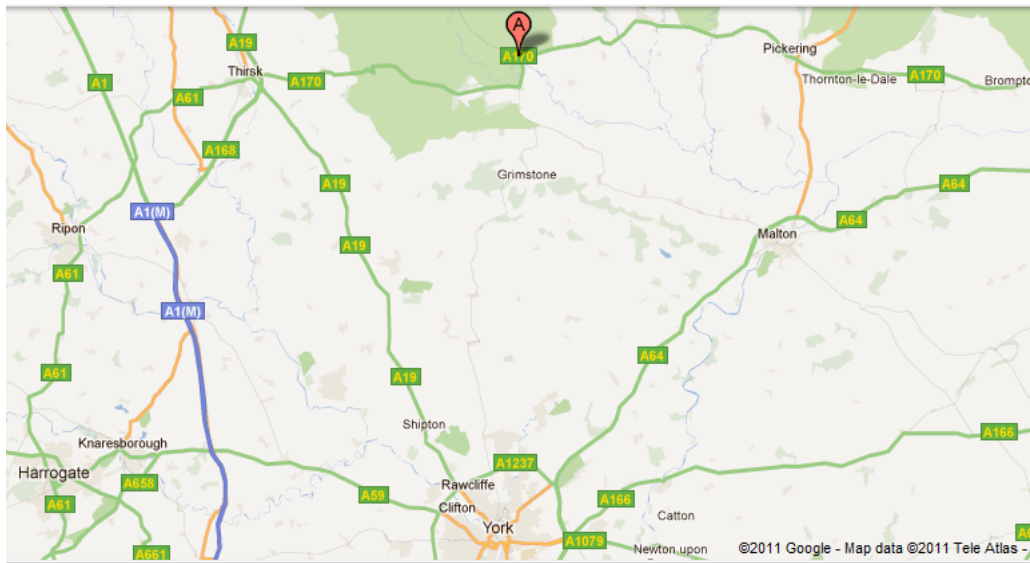 A
A19
A170
Pickering
Thirsk
A170
A1
A61
Thornton-le-Dale
A170
Brompt
A168
Grimstone
A19
A64
A1(M)
Ripon
A64
Malton
A19
A61
A1(M)
A64
A61
A19
Shipton
A166
Knaresborough
Harrogate
A1237
A658
Rawcliffe
A59
A166
A61
Clifton
York
Catton
A1079
Newton upon
A661
©2011 Google - Map data ©2011 Tele Atlas -